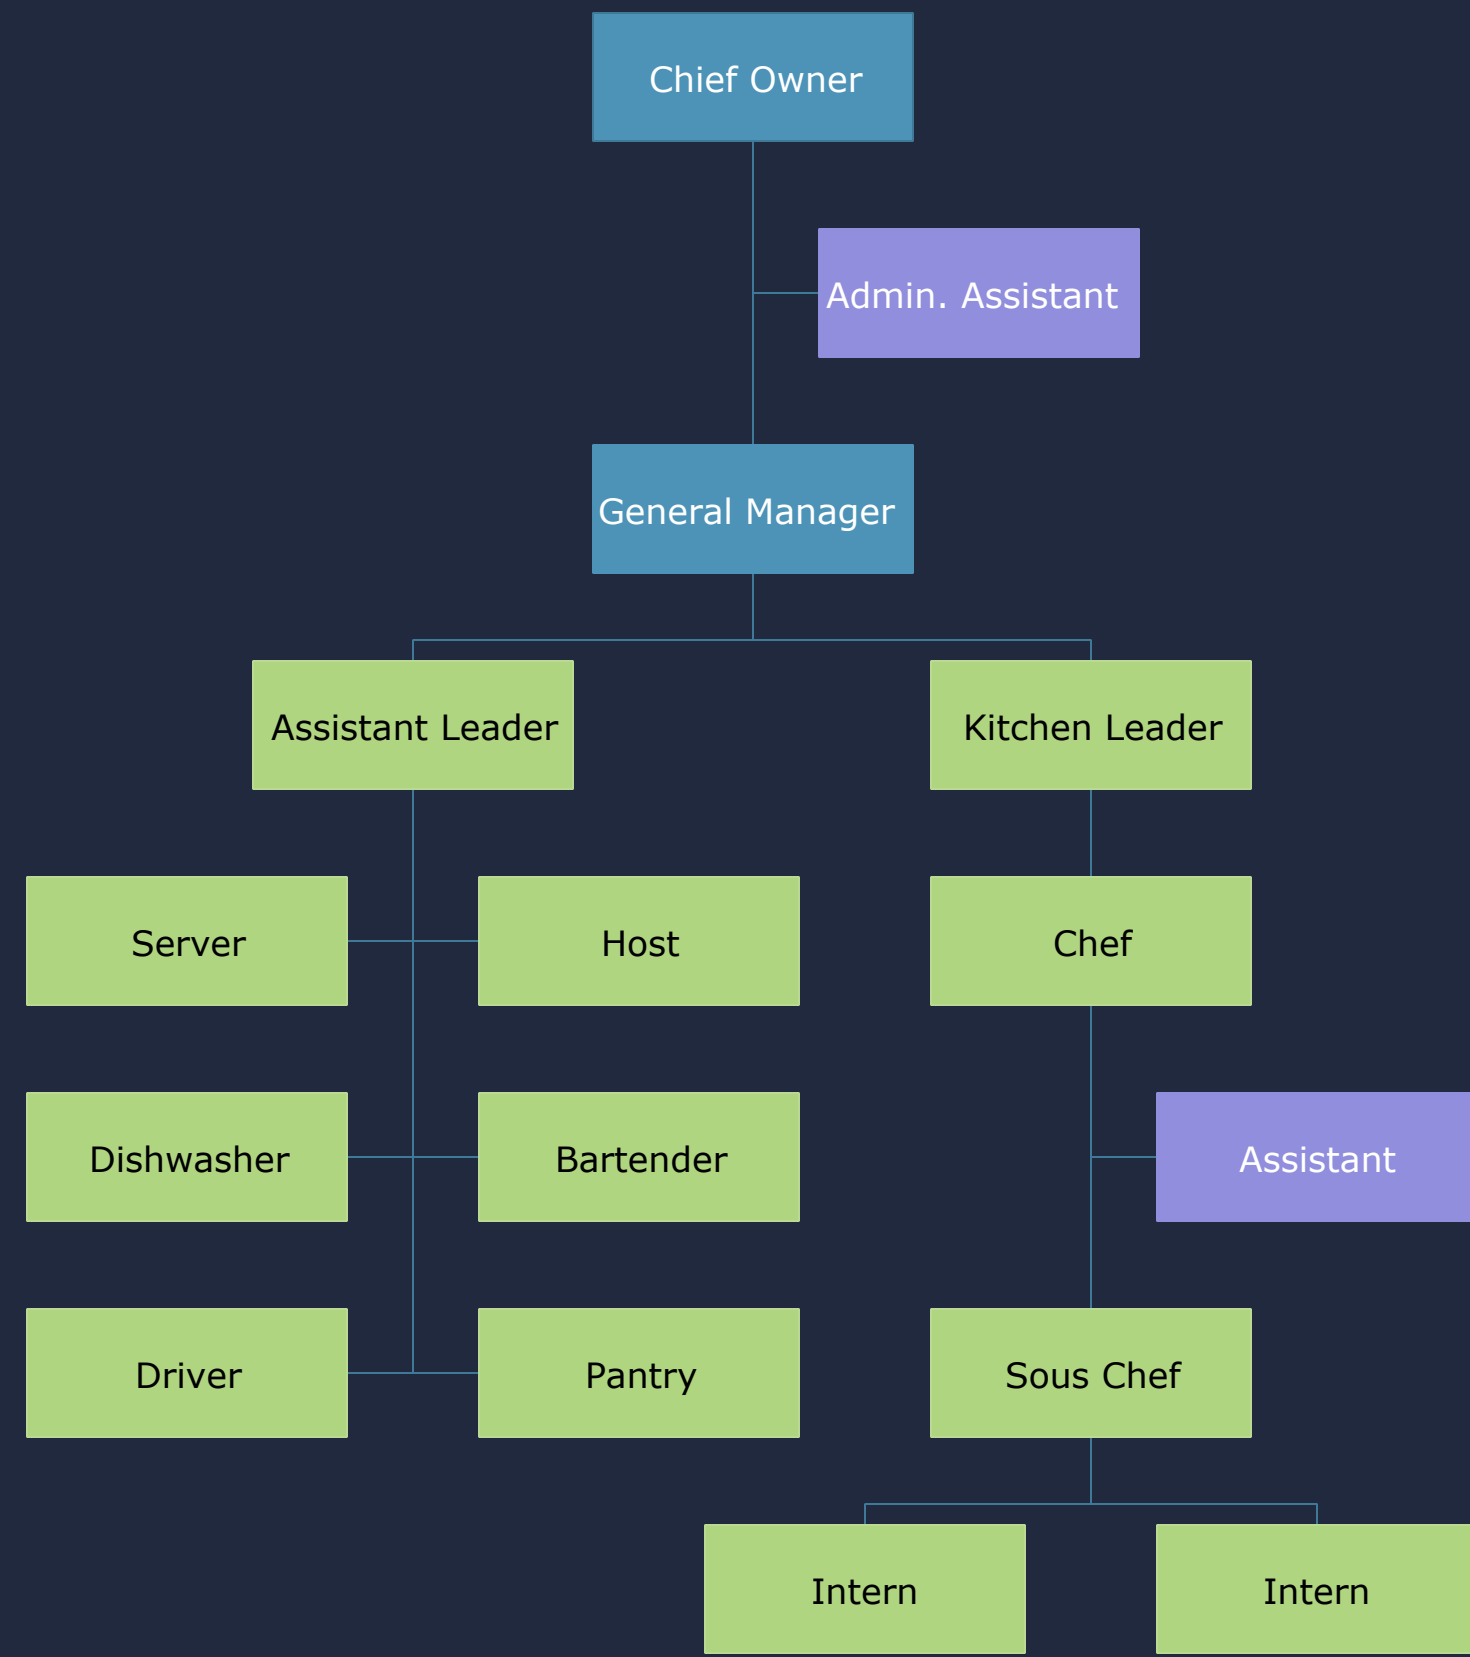 Chief Owner
Admin. Assistant
General Manager
Assistant Leader
Kitchen Leader
Server
Host
Chef
Dishwasher
Bartender
Assistant
Driver
Pantry
Sous Chef
Intern
Intern